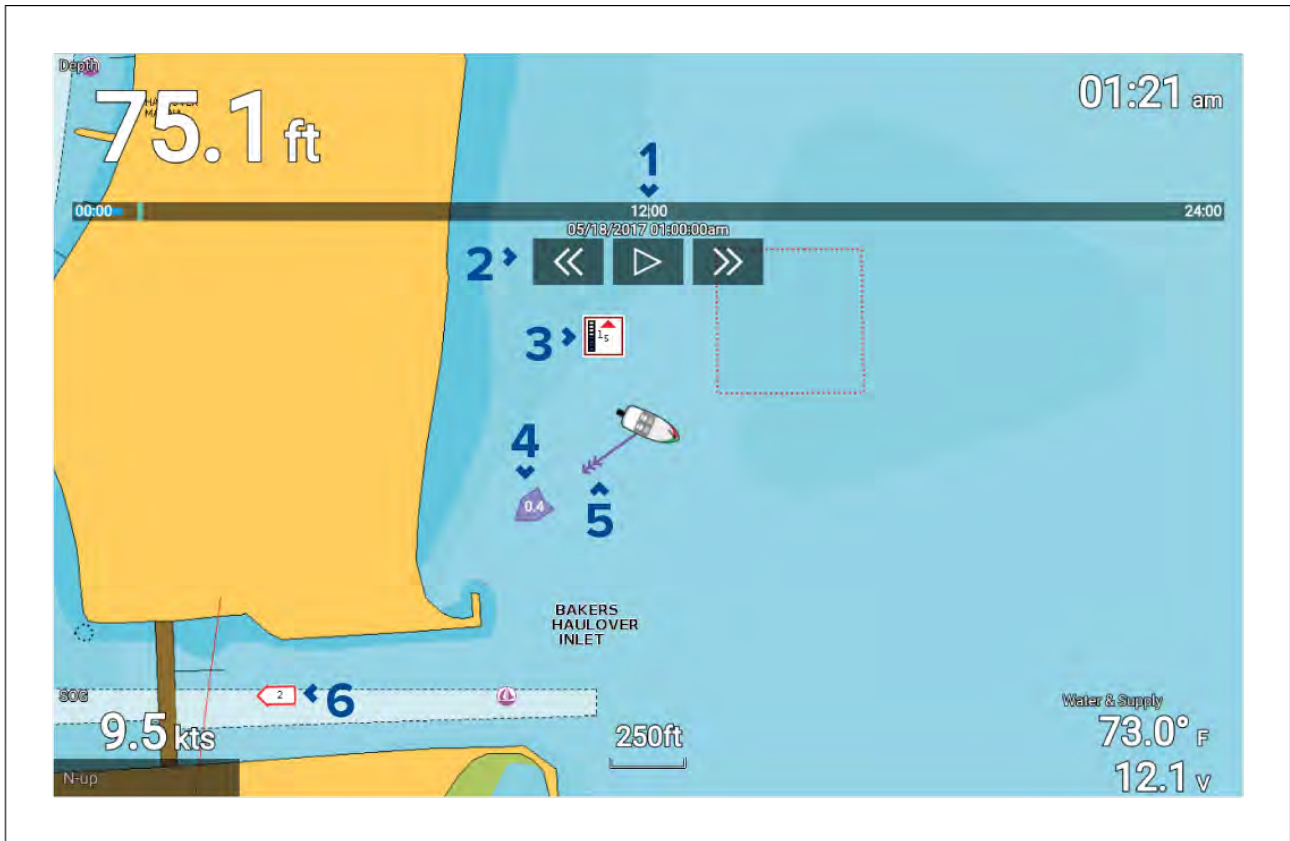 Depth
75.1 ft
01:21 am
1
00:00
12:00
24:00
05/18/2017 01:00:00am
2
3
1 5
4
0.4
5
BAKERS
HAULOVER
INLET
SOG
2
6
9.5 kts
250ft
Water & Supply
73.0° F
12.1 V
N-up